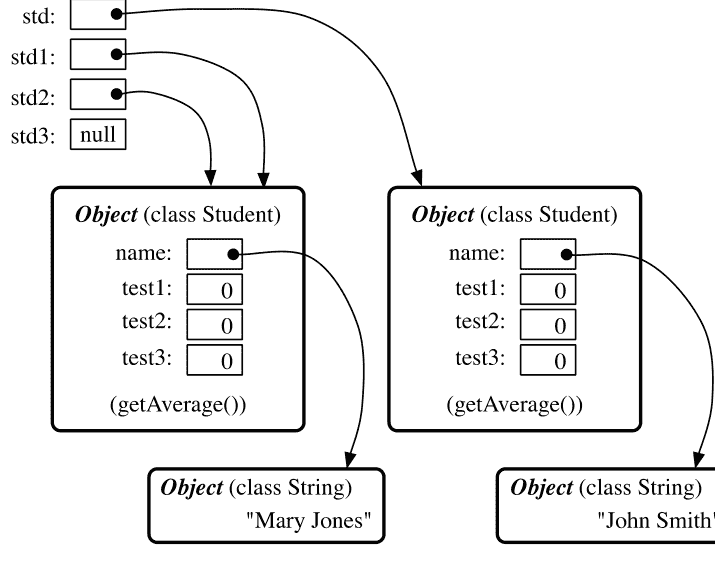 std:
std1:
std2:
std3: null
Object (class Student)
name:
test1: 0
test2: 0
test3: 0
(getAverage())
Object (class Student)
name:
test1: 0
test2: 0
test3: 0
(getAverage())
Object (class String)
"Mary Jones"
Object (class String)
"John Smith"